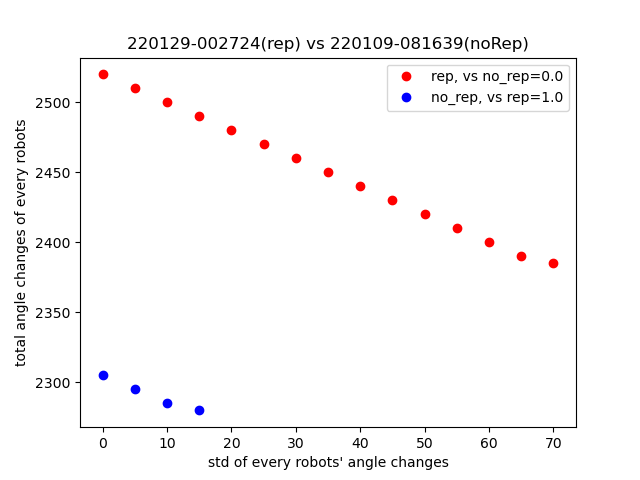 220129-002724(rep) vs 220109-081639(noRep)
rep, vs no_rep=0.0
no_rep, vs rep=1.0
total angle changes of every robots
2500
2450
2400
2350
2300
0 10 20 30 40 50 60 70
std of every robots' angle changes